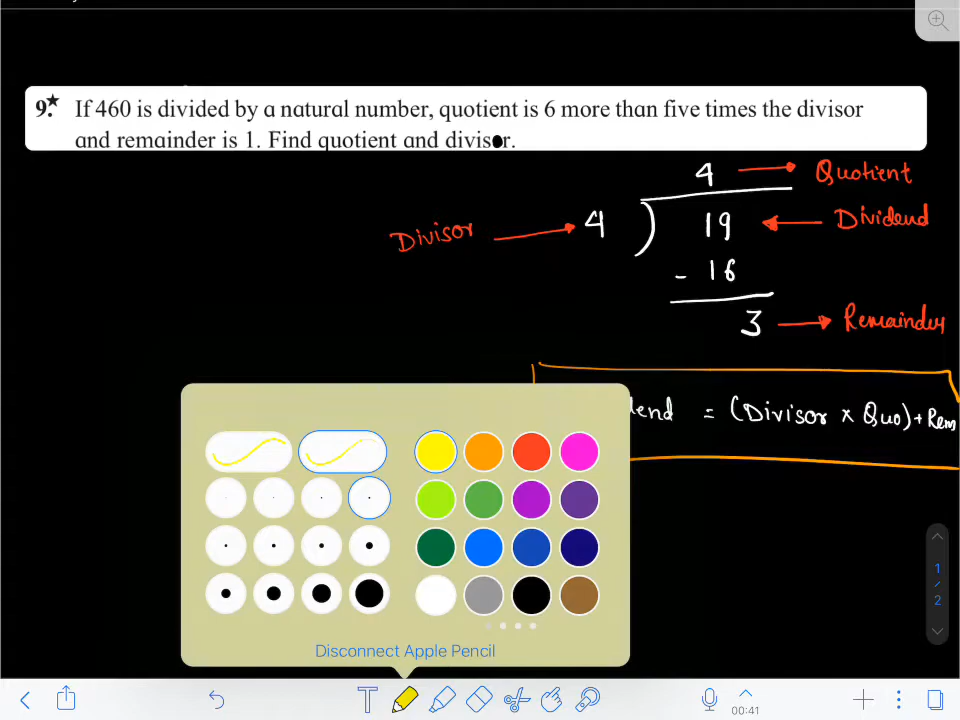 9.★ If 460 is divided by a natural number, quotient is 6 more than five times the divisor
and remainder is 1. Find quotient and divisor.
4 → Quotient
Divisor → 4 ) 19 ← Dividend
- 16
3 → Remainder
dend = (Divisor × Quo) + Rem
Disconnect Apple Pencil
1
/
2
T
00:41